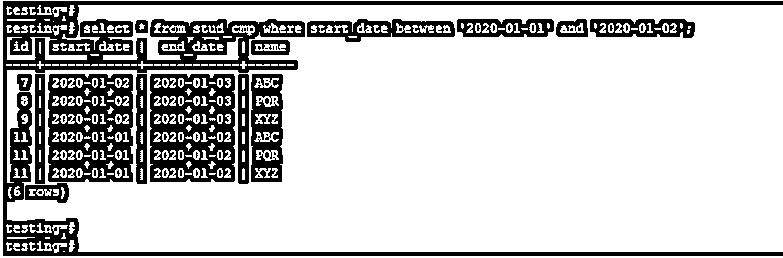 testing=#
testing=# select * from stud_cmp where start_date between '2020-01-01' and '2020-01-02';
id | start_date | end_date | name
----+------------+------------+------
7 | 2020-01-02 | 2020-01-03 | ABC
8 | 2020-01-02 | 2020-01-03 | PQR
9 | 2020-01-02 | 2020-01-03 | XYZ
11 | 2020-01-01 | 2020-01-02 | ABC
11 | 2020-01-01 | 2020-01-02 | PQR
11 | 2020-01-01 | 2020-01-02 | XYZ
(6 rows)
testing=#
testing=#